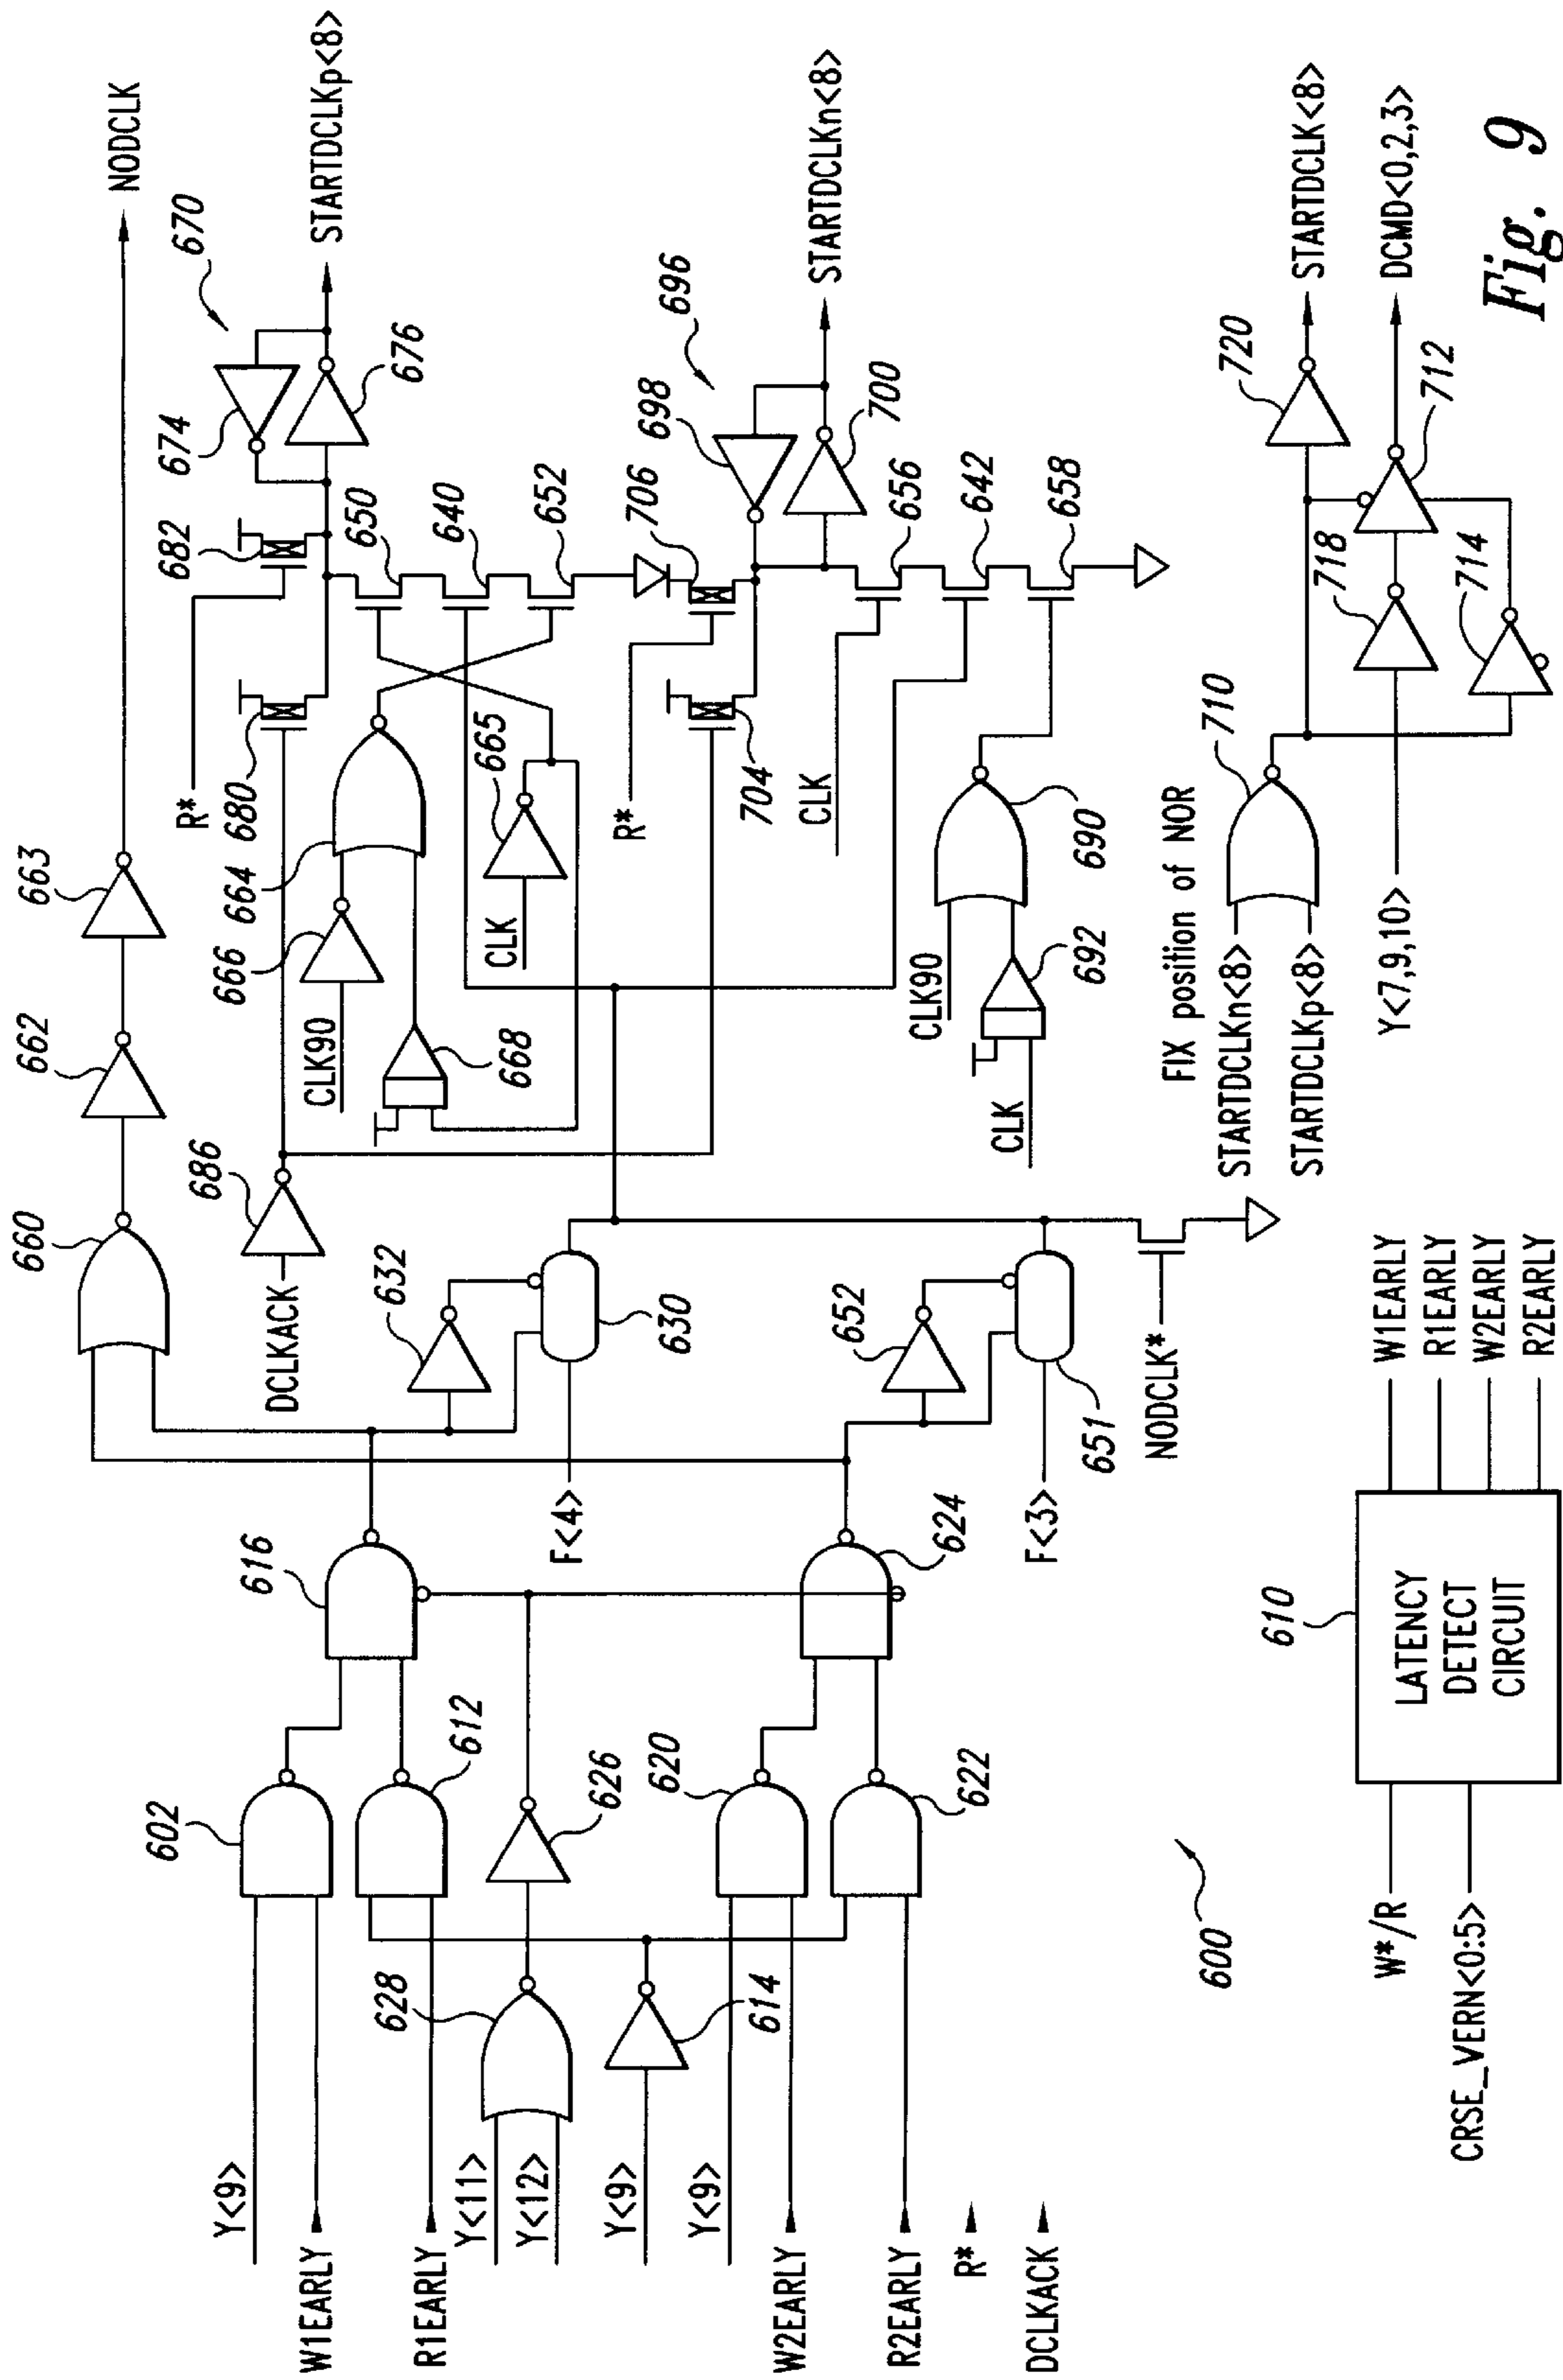 NODCLK
660
662
663
670
STARTDCLKp<8>
674
676
682
R*
680
686
DCLKACK
666
CLK90
664
668
665
CLK
650
640
652
706
R*
704
CLK
696
698
700
STARTDCLKn<8>
656
642
658
CLK90
CLK
692
690
616
632
630
F<4>
624
652
651
F<3>
NODCLK*
602
Y<9>
W1EARLY
612
R1EARLY
628
Y<11>
Y<12>
626
Y<9>
614
Y<9>
620
W2EARLY
622
R2EARLY
R*
DCLKACK
600
610
LATENCY
DETECT
CIRCUIT
W*/R
CRSE_VERN<0:5>
W1EARLY
R1EARLY
W2EARLY
R2EARLY
FIX position of NOR
710
STARTDCLKn<8>
STARTDCLKp<8>
Y<7,9,10>
720
STARTDCLK<8>
718
712
714
DCMD<0,2,3>
Fig. 9